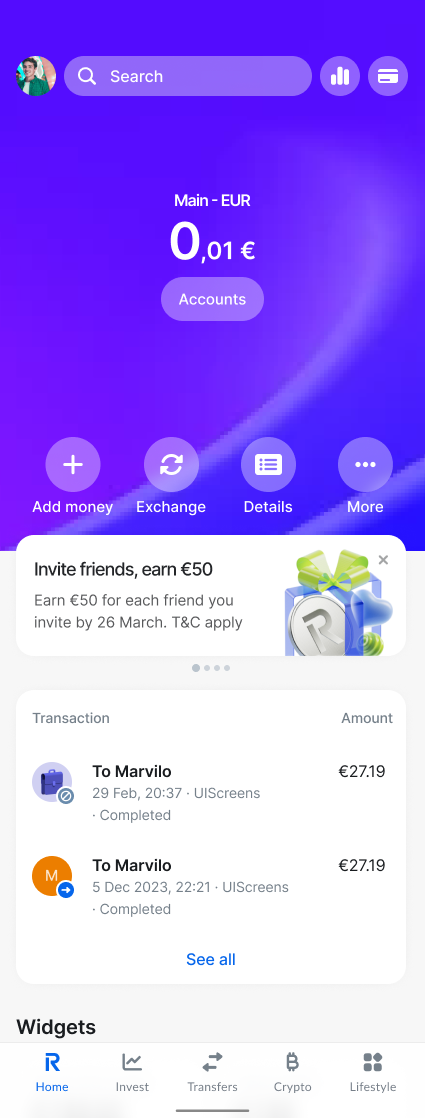 Search
Main - EUR
0,01 €
Accounts
Add money
Exchange
Details
More
Invite friends, earn €50
Earn €50 for each friend you
invite by 26 March. T&C apply
Transaction Amount
To Marvilo €27.19
29 Feb, 20:37 · UIScreens
· Completed
M
To Marvilo €27.19
5 Dec 2023, 22:21 · UIScreens
· Completed
See all
Widgets
Home
Invest
Transfers
Crypto
Lifestyle